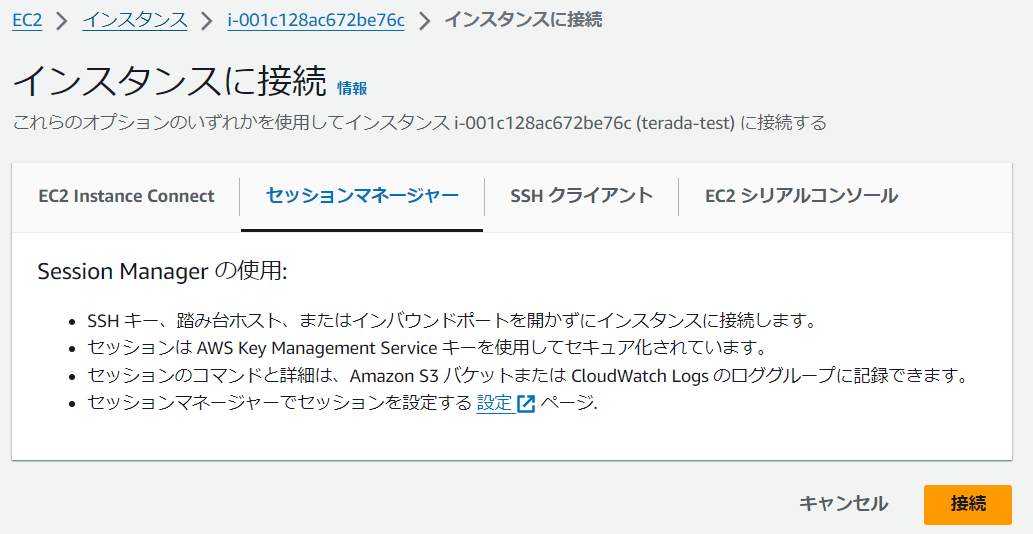 EC2 > インスタンス > i-001c128ac672be76c > インスタンスに接続
インスタンスに接続 情報
これらのオプションのいずれかを使用してインスタンス i-001c128ac672be76c (terada-test) に接続する
EC2 Instance Connect セッションマネージャー SSH クライアント EC2 シリアルコンソール
Session Manager の使用:
• SSH キー、踏み台ホスト、またはインバウンドポートを開かずにインスタンスに接続します。
• セッションは AWS Key Management Service キーを使用してセキュア化されています。
• セッションのコマンドと詳細は、Amazon S3 バケットまたは CloudWatch Logs のロググループに記録できます。
• セッションマネージャーでセッションを設定する 設定 ページ.
キャンセル 接続